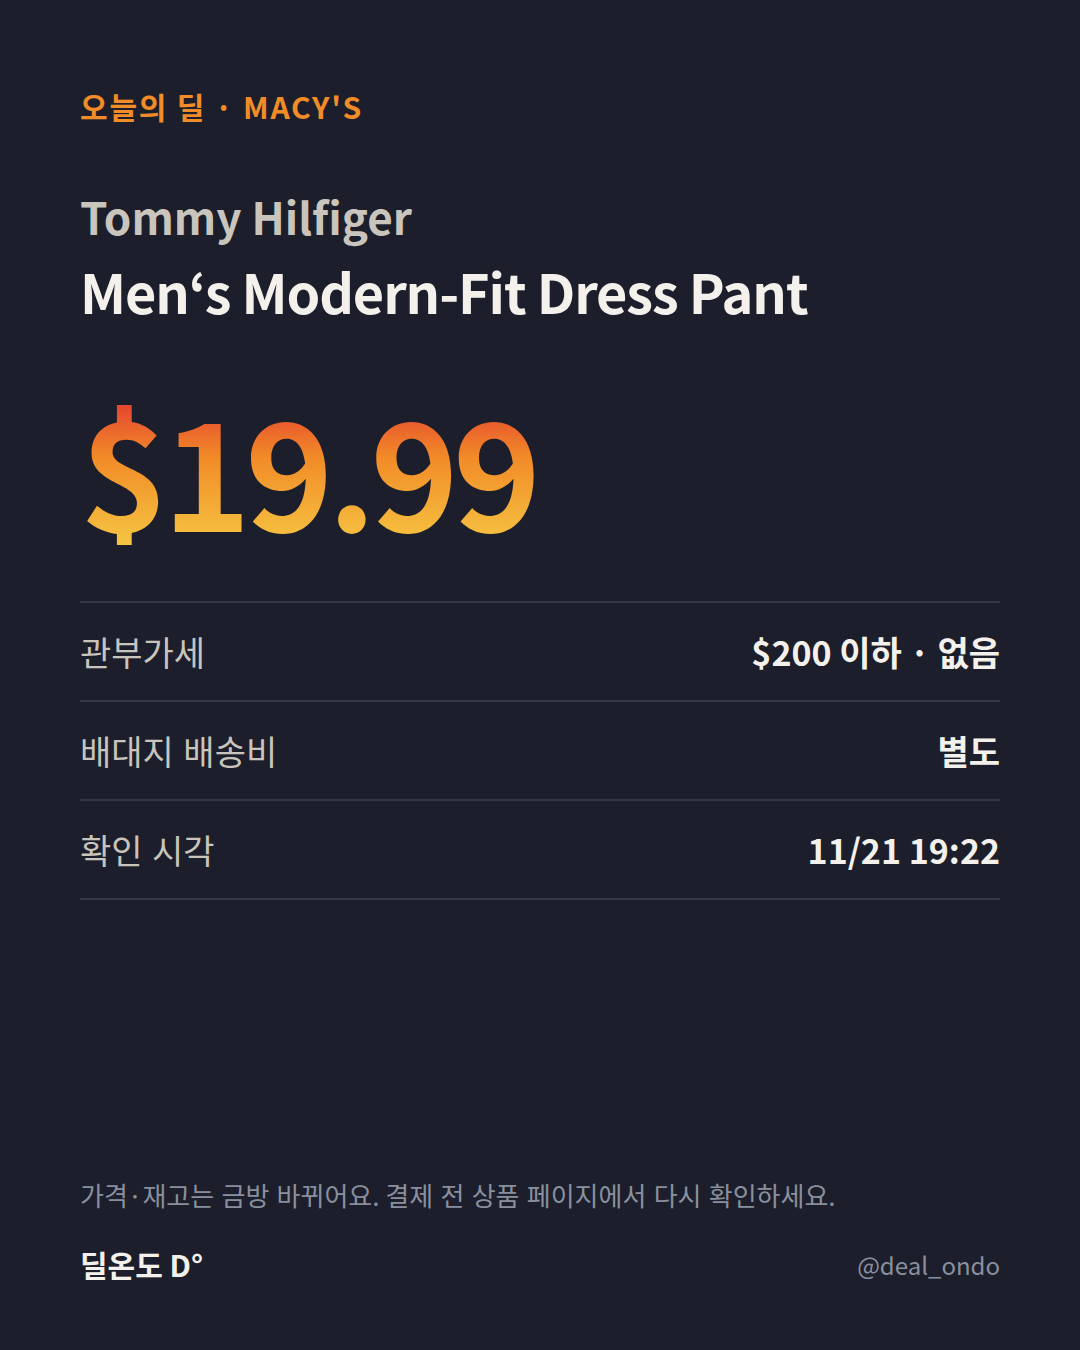 오늘의 딜 · MACY'S
Tommy Hilfiger
Men‘s Modern-Fit Dress Pant
$19.99
관부가세 $200 이하 · 없음
배대지 배송비 별도
확인 시각 11/21 19:22
가격·재고는 금방 바뀌어요. 결제 전 상품 페이지에서 다시 확인하세요.
딜온도 D° @deal_ondo